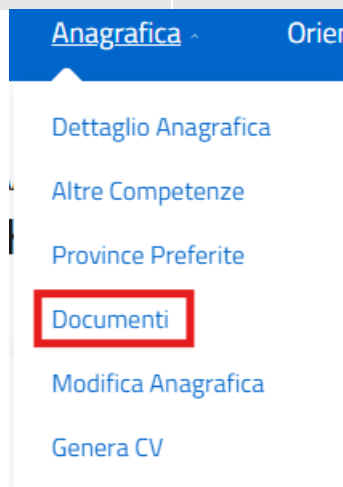 Anagrafica
Dettaglio Anagrafica
Altre Competenze
Province Preferite
Documenti
Modifica Anagrafica
Genera CV